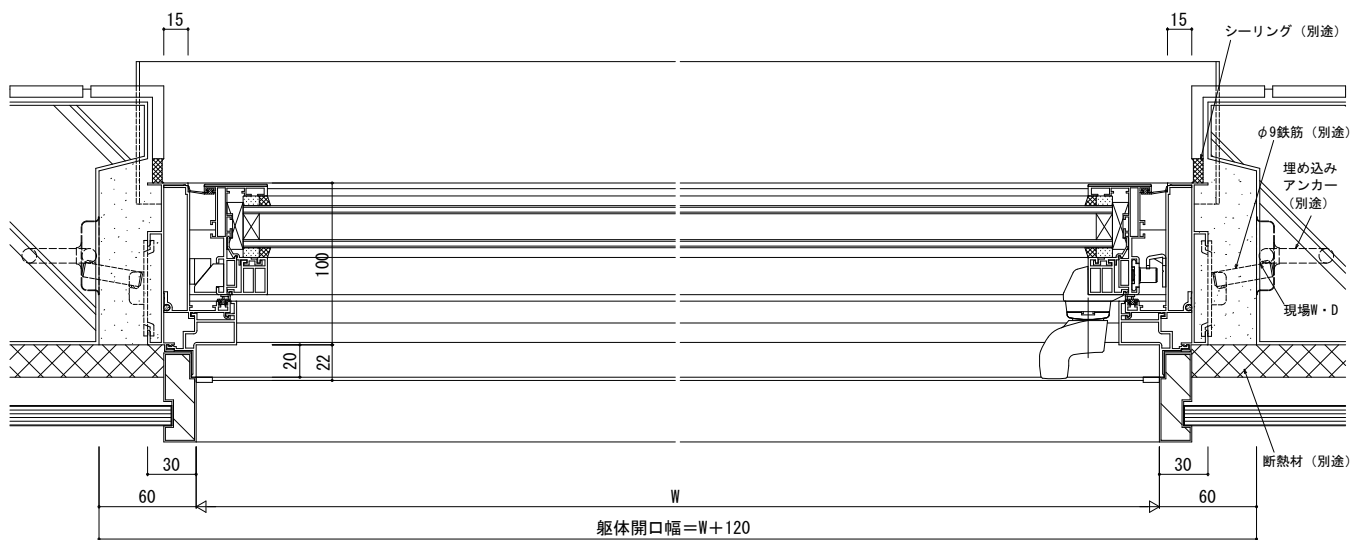 15
15
シーリング（別途）
φ9鉄筋（別途）
埋め込み
アンカー
（別途）
100
現場W・D
20
22
30
30
断熱材（別途）
60
W
60
躯体開口幅＝W＋120